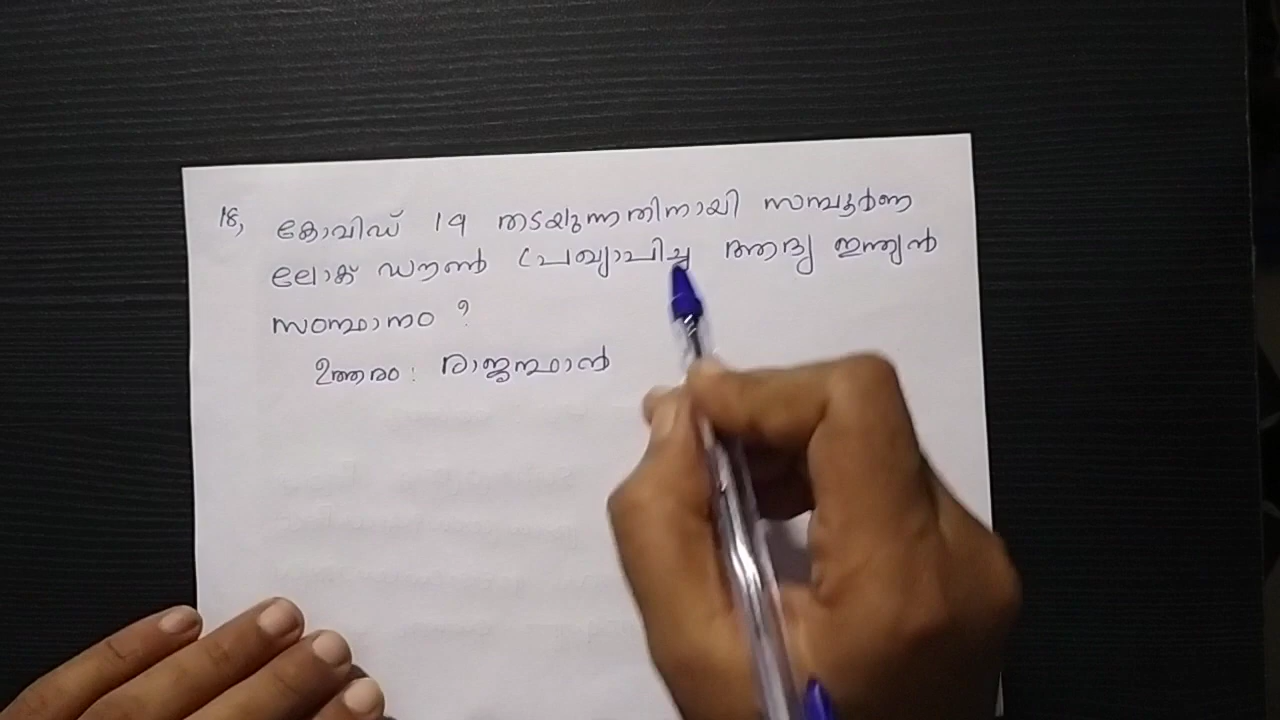 18, കോവിഡ് 19 തടയുന്നതിനായി സമ്പൂർണ
ലോക് ഡൗൺ പ്രഖ്യാപിച്ച ആദ്യ ഇന്ത്യൻ
സംസ്ഥാനം ?
ഉത്തരം : രാജസ്ഥാൻ